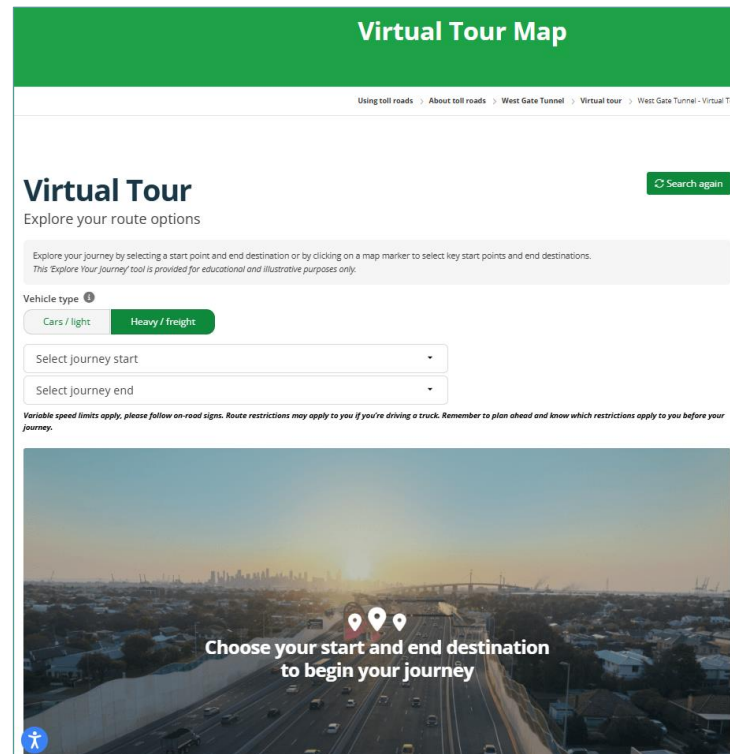 Virtual Tour Map
Using toll roads > About toll roads > West Gate Tunnel > Virtual tour > West Gate Tunnel - Virtual T
Virtual Tour
Search again
Explore your route options
Explore your journey by selecting a start point and end destination or by clicking on a map marker to select key start points and end destinations.
This 'Explore Your Journey' tool is provided for educational and illustrative purposes only.
Vehicle type
Cars / light Heavy / freight
Select journey start
Select journey end
Variable speed limits apply, please follow on-road signs. Route restrictions may apply to you if you're driving a truck. Remember to plan ahead and know which restrictions apply to you before your
journey.
Choose your start and end destination
to begin your journey